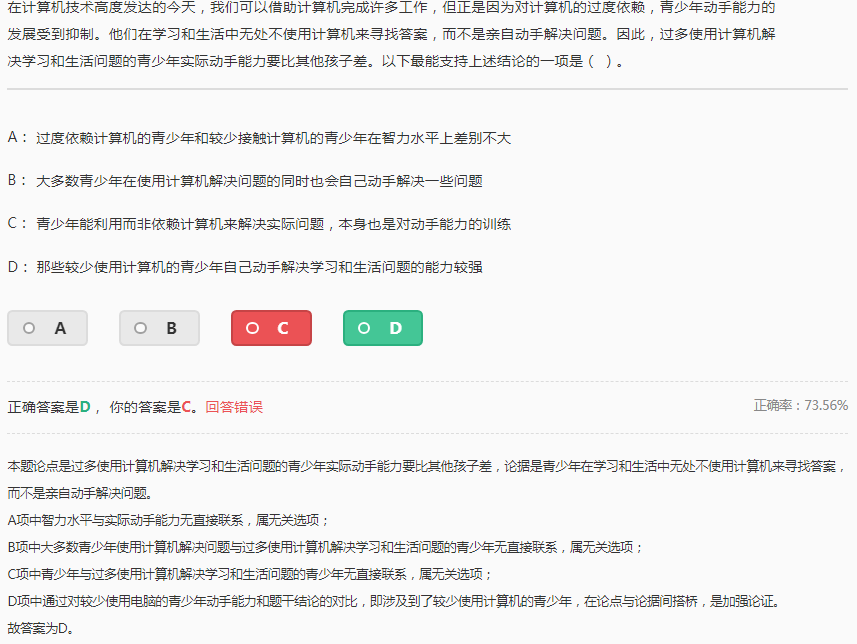 在计算机技术高度发达的今天，我们可以借助计算机完成许多工作，但正是因为对计算机的过度依赖，青少年动手能力的
发展受到抑制。他们在学习和生活中无处不使用计算机来寻找答案，而不是亲自动手解决问题。因此，过多使用计算机解
决学习和生活问题的青少年实际动手能力要比其他孩子差。以下最能支持上述结论的一项是（ ）。
A： 过度依赖计算机的青少年和较少接触计算机的青少年在智力水平上差别不大
B： 大多数青少年在使用计算机解决问题的同时也会自己动手解决一些问题
C： 青少年能利用而非依赖计算机来解决实际问题，本身也是对动手能力的训练
D： 那些较少使用计算机的青少年自己动手解决学习和生活问题的能力较强
A B C D
正确答案是D， 你的答案是C。回答错误 正确率：73.56%
本题论点是过多使用计算机解决学习和生活问题的青少年实际动手能力要比其他孩子差，论据是青少年在学习和生活中无处不使用计算机来寻找答案，
而不是亲自动手解决问题。
A项中智力水平与实际动手能力无直接联系，属无关选项；
B项中大多数青少年使用计算机解决问题与过多使用计算机解决学习和生活问题的青少年无直接联系，属无关选项；
C项中青少年与过多使用计算机解决学习和生活问题的青少年无直接联系，属无关选项；
D项中通过对较少使用电脑的青少年动手能力和题干结论的对比，即涉及到了较少使用计算机的青少年，在论点与论据间搭桥，是加强论证。
故答案为D。